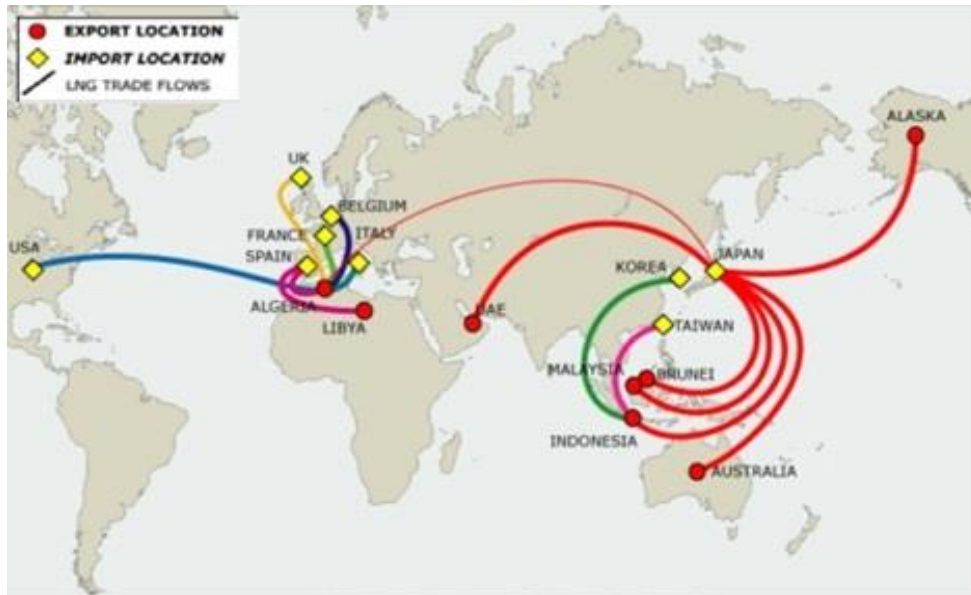 EXPORT LOCATION
IMPORT LOCATION
LNG TRADE FLOWS
ALASKA
UK
BELGIUM
FRANCE
ITALY
USA
SPAIN
JAPAN
KOREA
ALGERIA
UAE
LIBYA
TAIWAN
MALAYSIA
BRUNEI
INDONESIA
AUSTRALIA